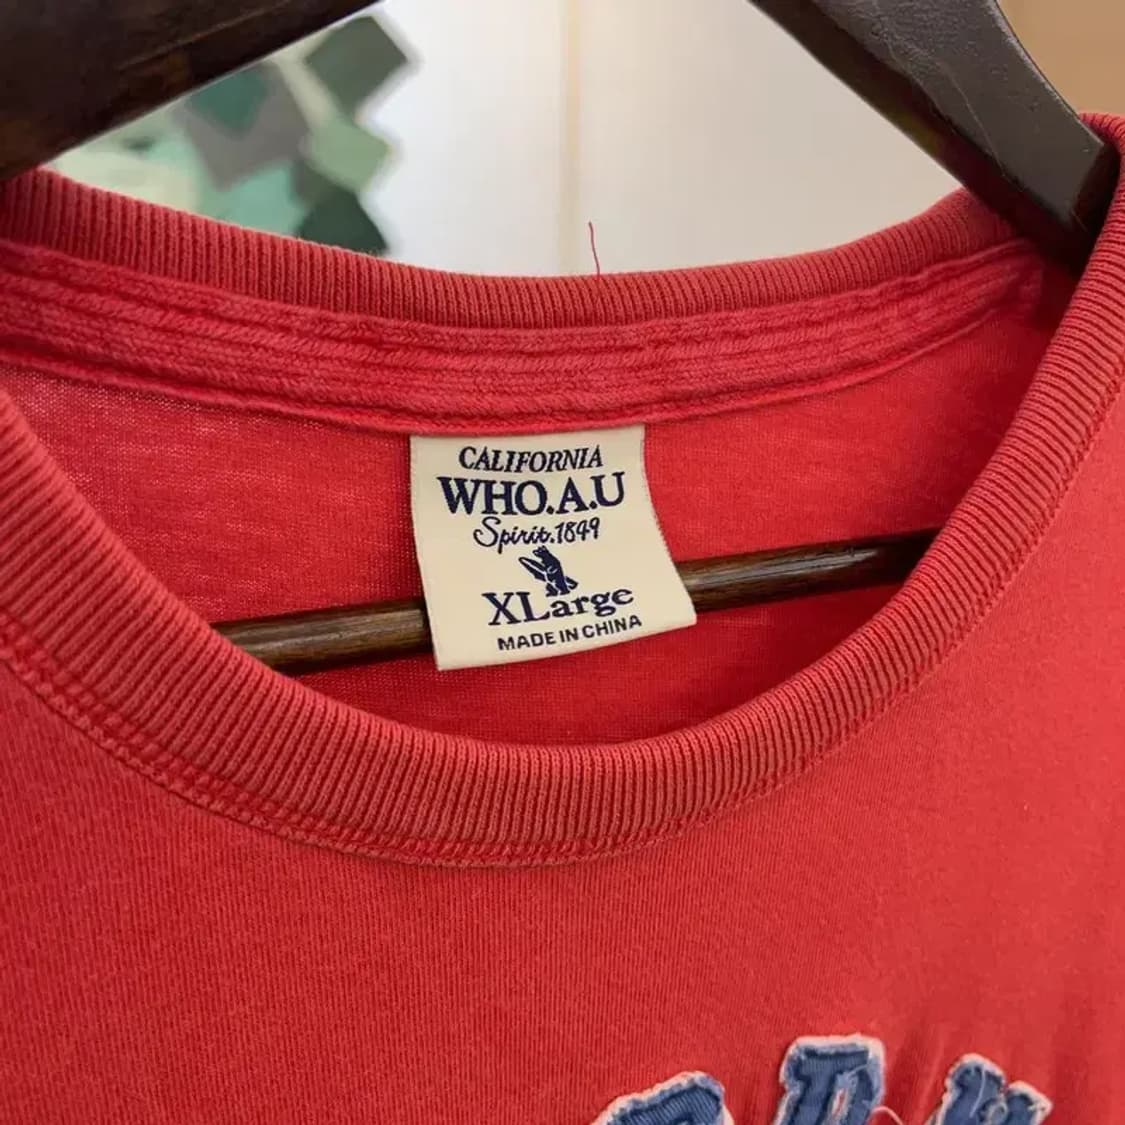 CALIFORNIA
WHO.A.U
Spirit.1849
XLarge
MADE IN CHINA